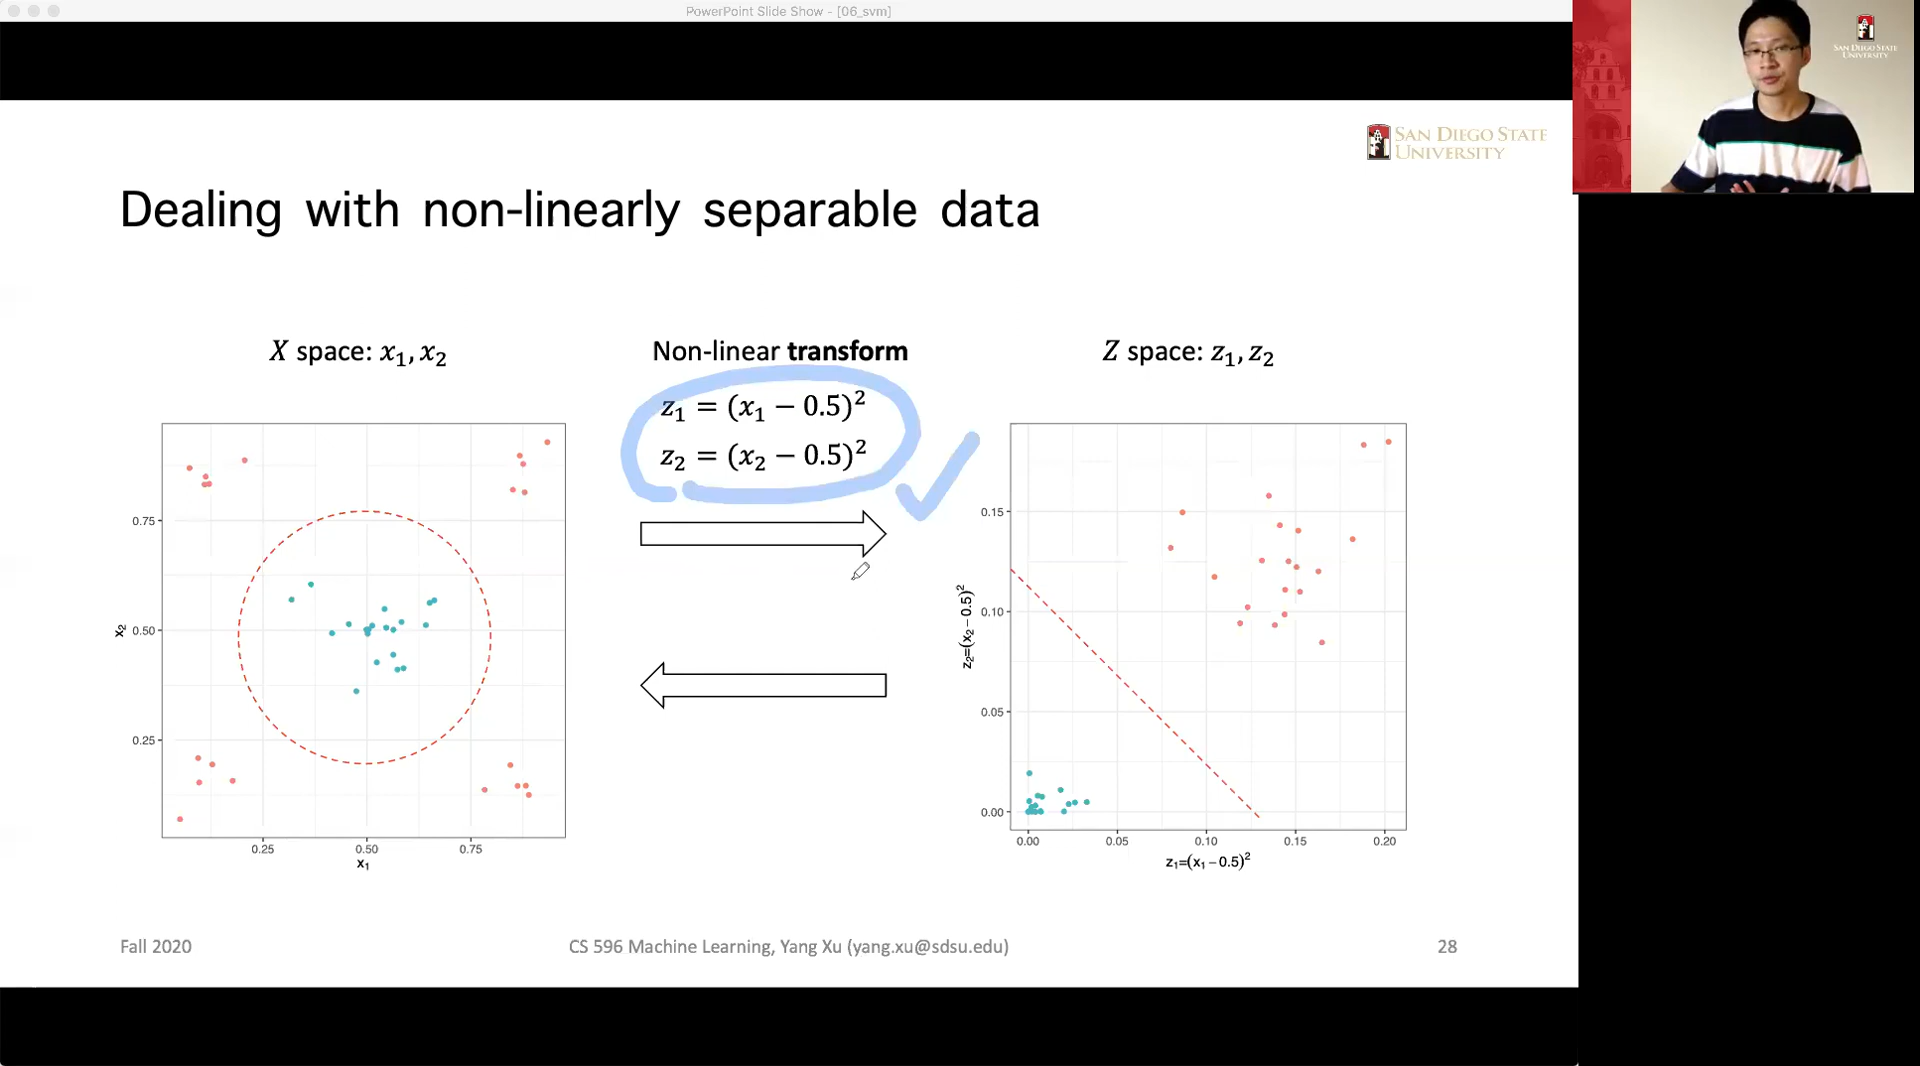 PowerPoint Slide Show - [06_svm]
SAN DIEGO STATE
UNIVERSITY
SAN DIEGO STATE
UNIVERSITY
Dealing with non-linearly separable data
X space: x₁, x₂
Non-linear transform
Z space: z₁, z₂
z₁ = (x₁ − 0.5)²
z₂ = (x₂ − 0.5)²
0.75
0.50
0.25
x₂
0.25 0.50 0.75
x₁
0.15
0.10
0.05
0.00
z₂=(x₂−0.5)²
0.00 0.05 0.10 0.15 0.20
z₁=(x₁−0.5)²
Fall 2020
CS 596 Machine Learning, Yang Xu (yang.xu@sdsu.edu)
28